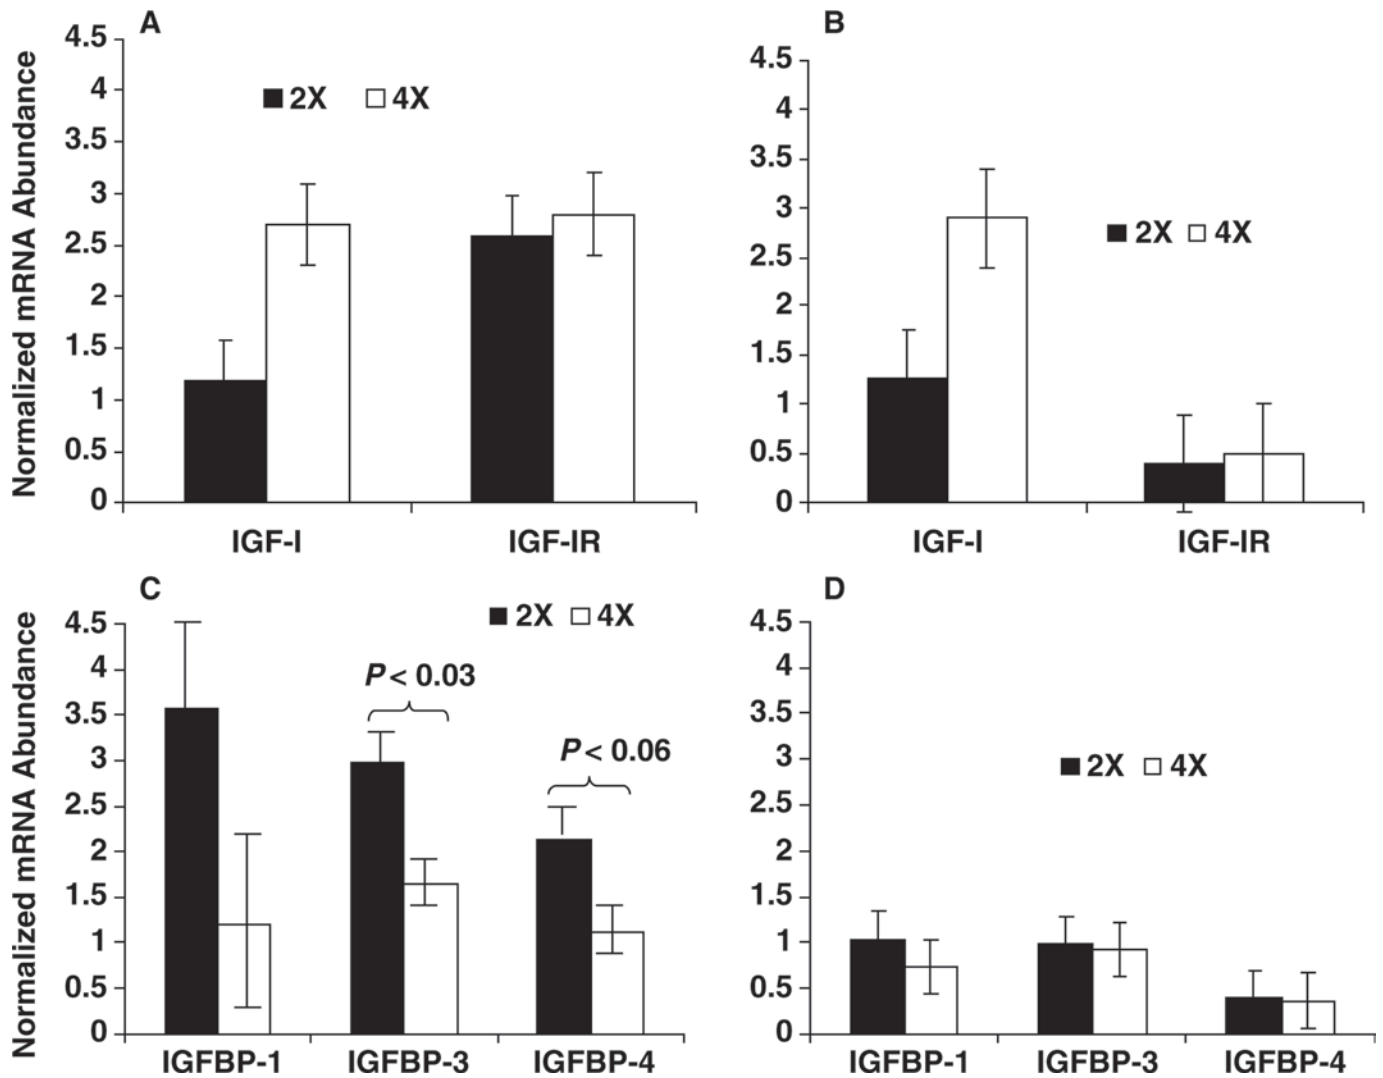 A
Normalized mRNA Abundance
4.5
4
3.5
3
2.5
2
1.5
1
0.5
0
2X 4X
IGF-I IGF-IR
B
4.5
4
3.5
3
2.5
2
1.5
1
0.5
0
2X 4X
IGF-I IGF-IR
C
Normalized mRNA Abundance
4.5
4
3.5
3
2.5
2
1.5
1
0.5
0
2X 4X
P < 0.03
P < 0.06
IGFBP-1 IGFBP-3 IGFBP-4
D
4.5
4
3.5
3
2.5
2
1.5
1
0.5
0
2X 4X
IGFBP-1 IGFBP-3 IGFBP-4